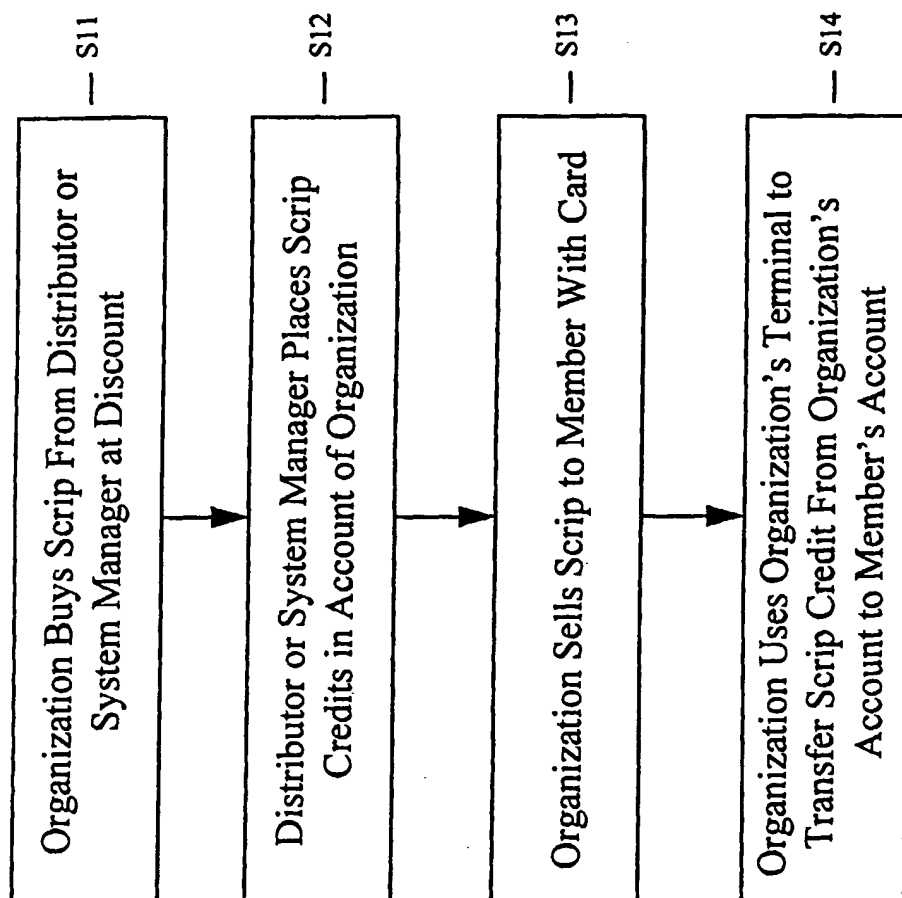 Organization Buys Scrip From Distributor or
System Manager at Discount
— S11
Distributor or System Manager Places Scrip
Credits in Account of Organization
— S12
Organization Sells Scrip to Member With Card
— S13
Organization Uses Organization's Terminal to
Transfer Scrip Credit From Organization's
Account to Member's Account
— S14